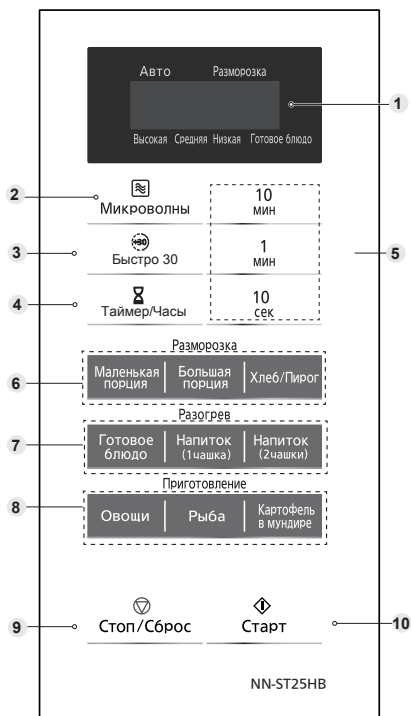 Авто Разморозка
1
Высокая Средняя Низкая Готовое блюдо
2
Микроволны
10
мин
3
+30
Быстро 30
1
мин
5
4
Таймер/Часы
10
сек
Разморозка
6
Маленькая порция
Большая порция
Хлеб/Пирог
Разогрев
7
Готовое блюдо
Напиток (1чашка)
Напиток (2чашки)
Приготовление
8
Овощи
Рыба
Картофель в мундире
9
Стоп/Сброс
Старт
10
NN-ST25HB